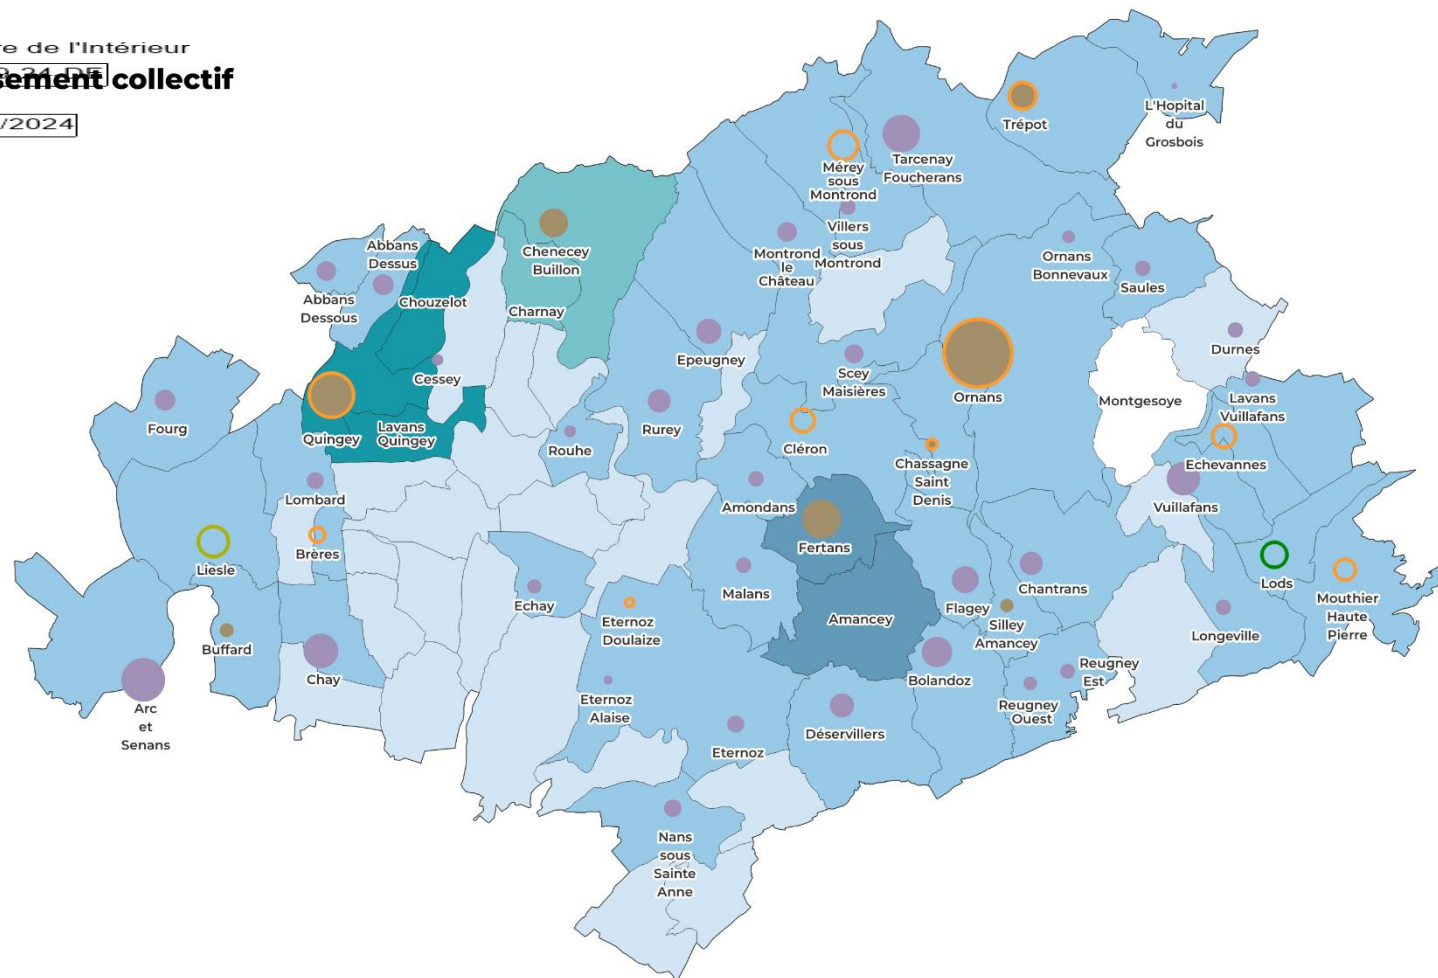 re de l'Intérieur
sement collectif
/2024
L'Hopital
du
Grosbois
Trépot
Tarcenay
Foucherans
Mérey
sous
Montrond
Villers
sous
Montrond
Montrond
le
Château
Ornans
Bonnevaux
Saules
Abbans
Dessus
Abbans
Dessous
Chenecey
Buillon
Chouzelot
Charnay
Durnes
Epeugney
Cessey
Scey
Maisières
Ornans
Montgesoye
Lavans
Vuillafans
Fourg
Quingey
Lavans
Quingey
Rouhe
Rurey
Cléron
Chassagne
Saint
Denis
Echevannes
Lombard
Amondans
Vuillafans
Brères
Fertans
Liesle
Lods
Chantrans
Malans
Flagey
Mouthier
Haute
Pierre
Echay
Eternoz
Doulaize
Amancey
Silley
Amancey
Longeville
Buffard
Chay
Bolandoz
Reugney
Est
Eternoz
Alaise
Reugney
Ouest
Arc
et
Senans
Déservillers
Eternoz
Nans
sous
Sainte
Anne